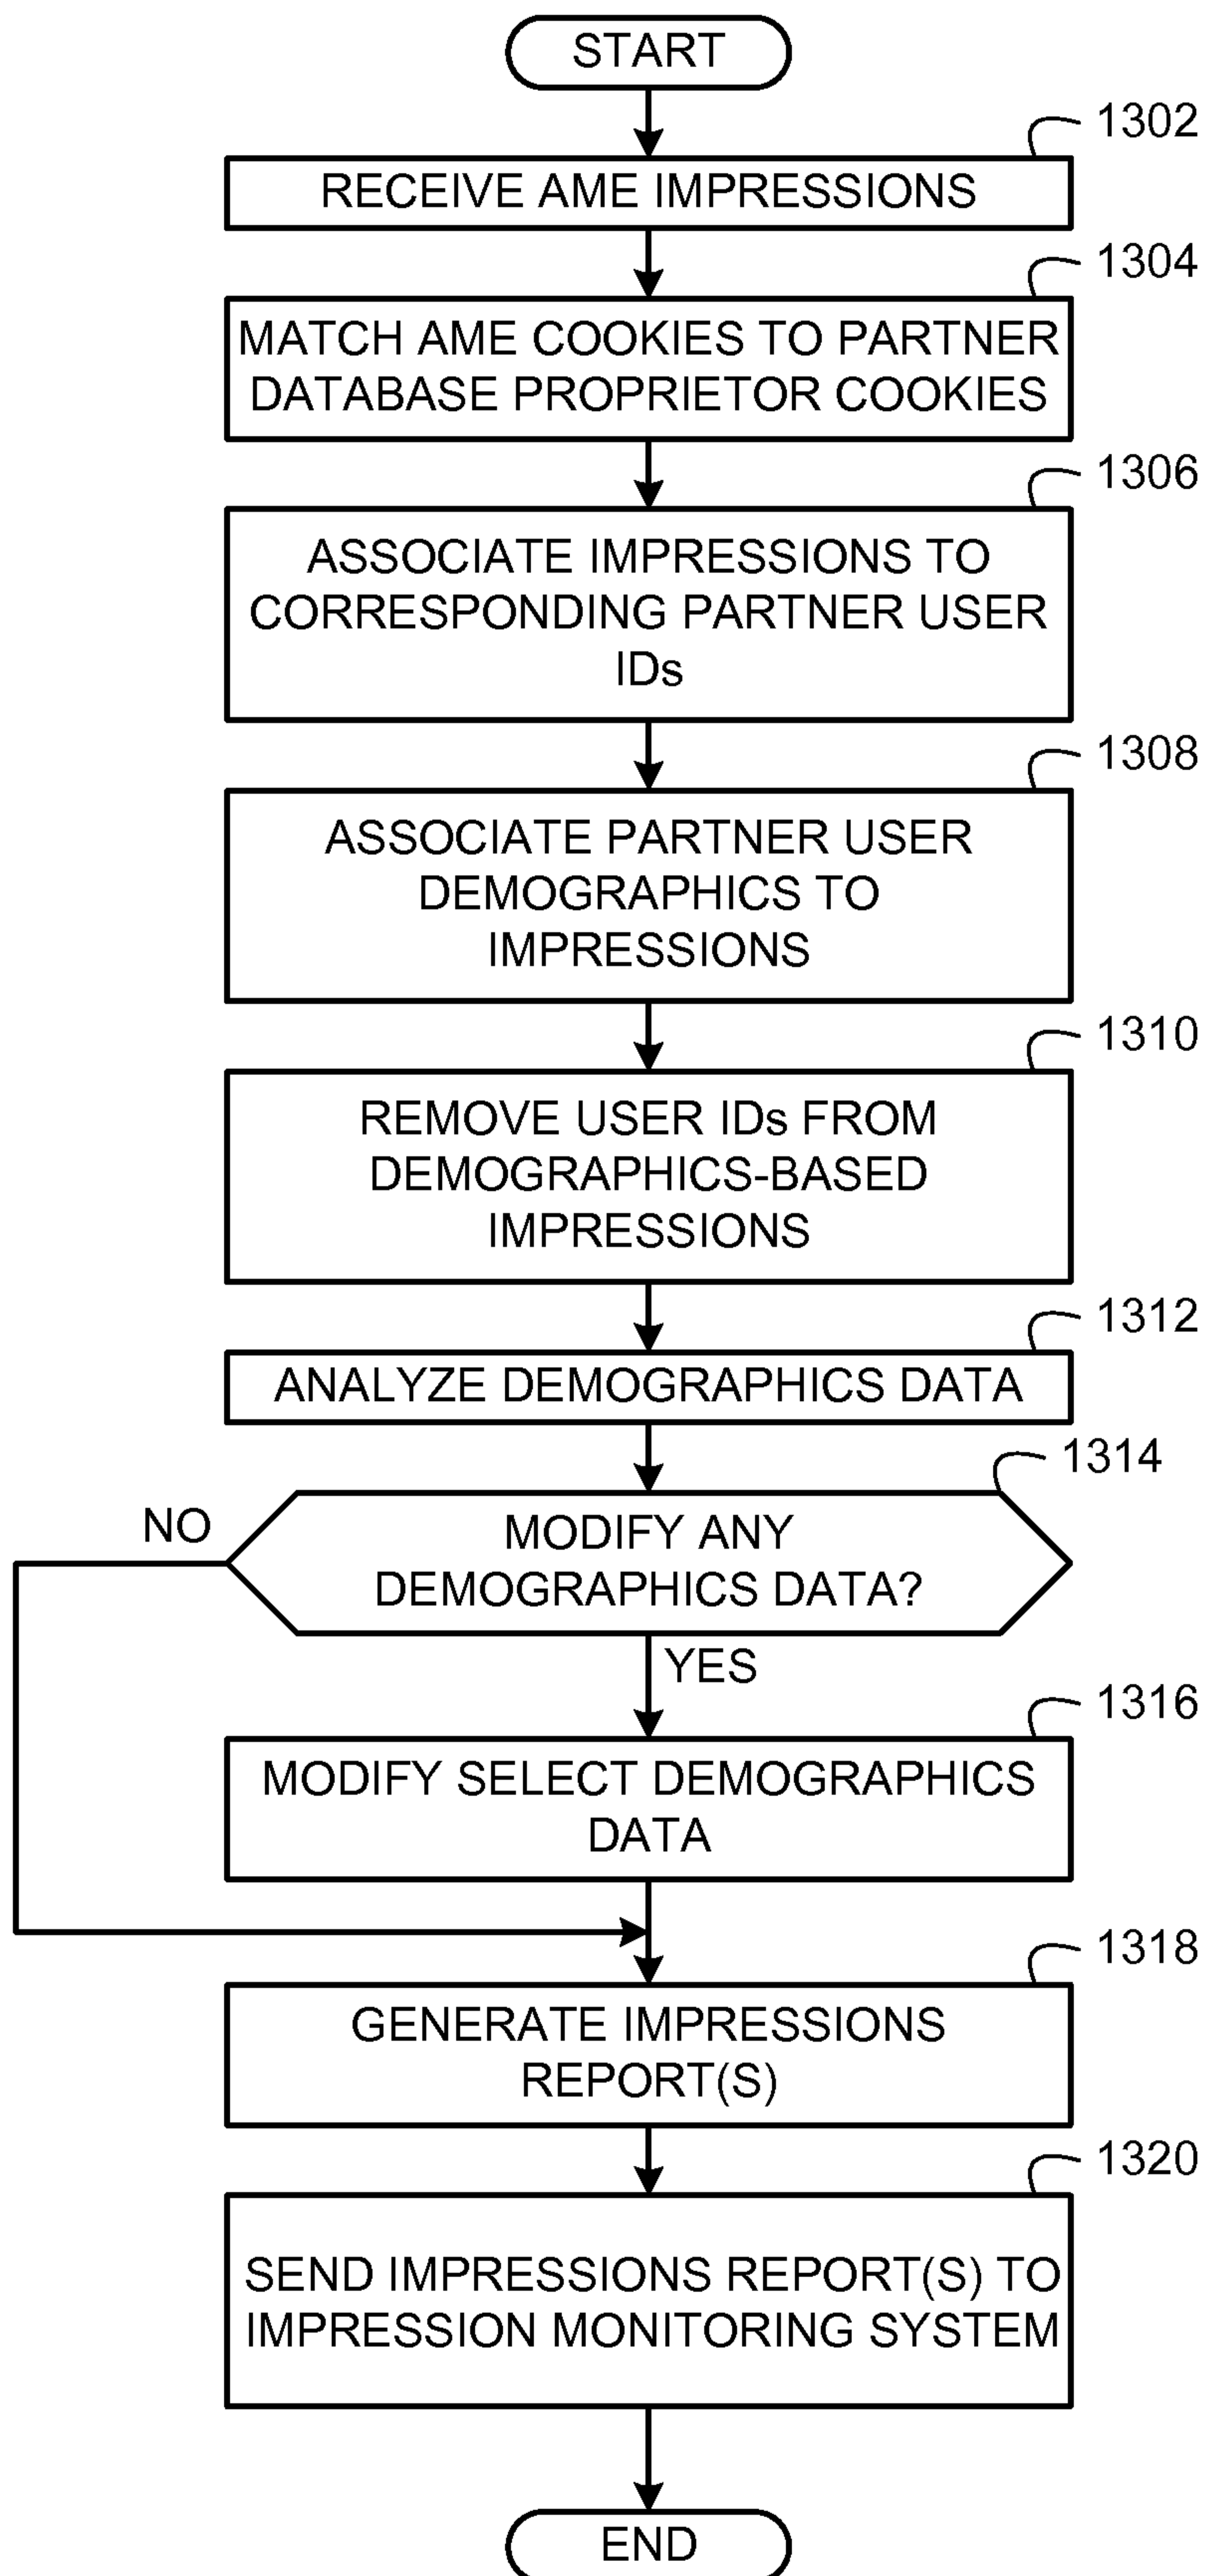 START
1302
RECEIVE AME IMPRESSIONS
1304
MATCH AME COOKIES TO PARTNER
DATABASE PROPRIETOR COOKIES
1306
ASSOCIATE IMPRESSIONS TO
CORRESPONDING PARTNER USER
IDs
1308
ASSOCIATE PARTNER USER
DEMOGRAPHICS TO
IMPRESSIONS
1310
REMOVE USER IDs FROM
DEMOGRAPHICS-BASED
IMPRESSIONS
1312
ANALYZE DEMOGRAPHICS DATA
1314
NO
MODIFY ANY
DEMOGRAPHICS DATA?
YES
1316
MODIFY SELECT DEMOGRAPHICS
DATA
1318
GENERATE IMPRESSIONS
REPORT(S)
1320
SEND IMPRESSIONS REPORT(S) TO
IMPRESSION MONITORING SYSTEM
END